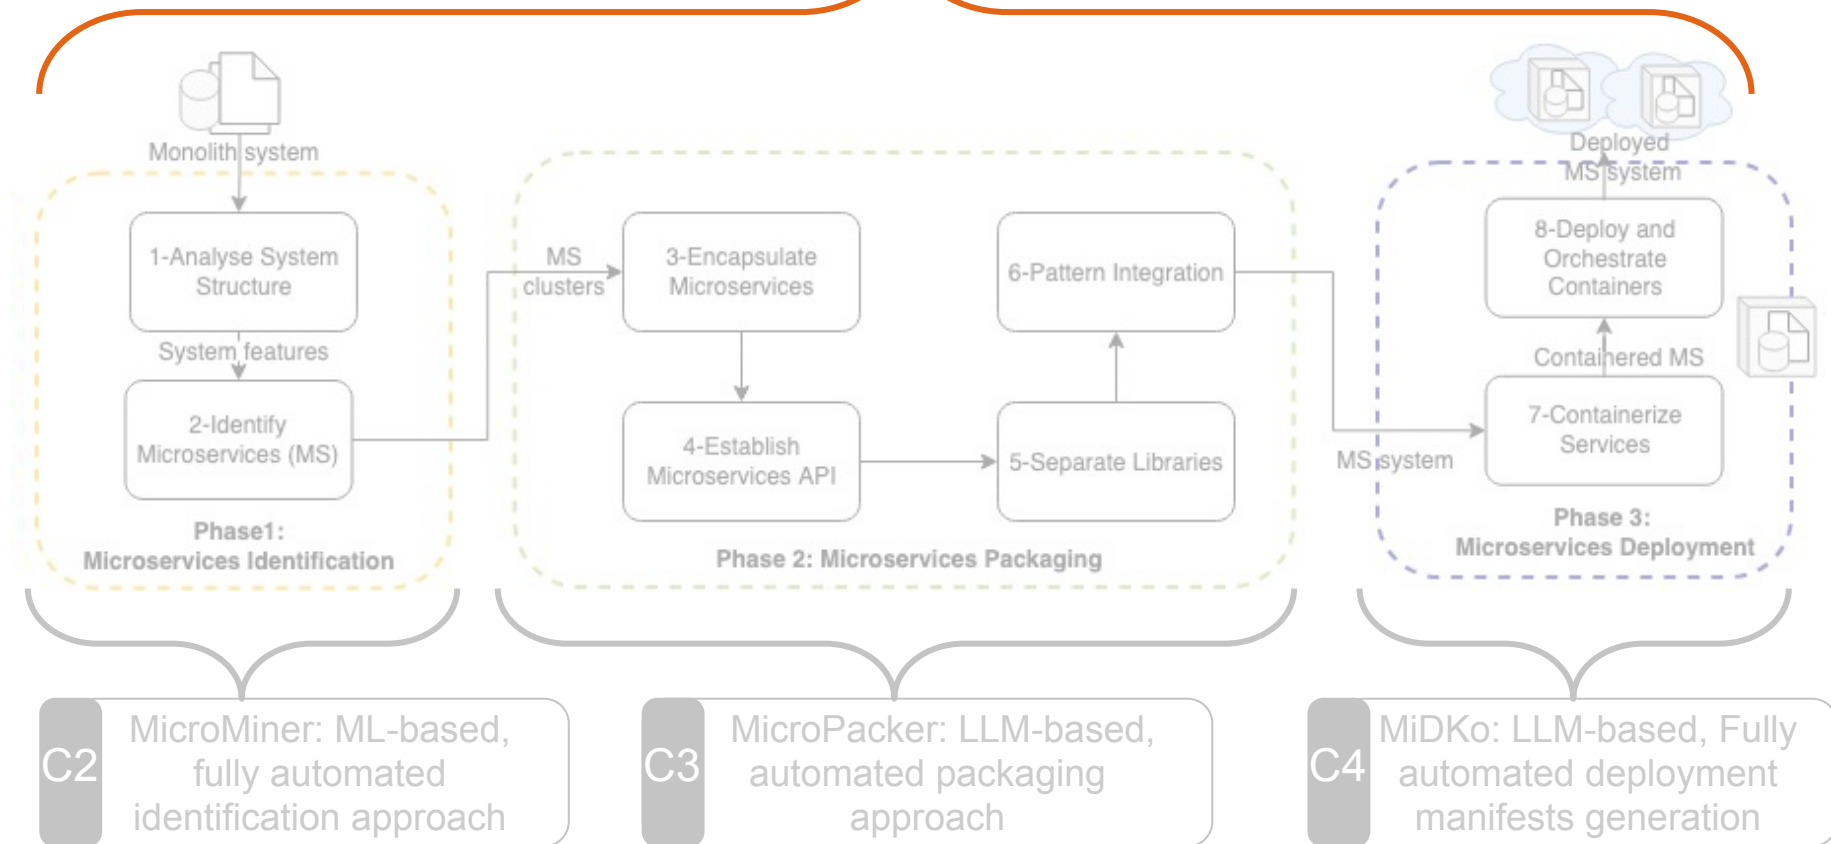 Monolith system
1-Analyse System
Structure
System features
2-Identify
Microservices (MS)
Phase1:
Microservices Identification
MS
clusters
3-Encapsulate
Microservices
4-Establish
Microservices API
5-Separate Libraries
6-Pattern Integration
Phase 2: Microservices Packaging
MS system
7-Containerize
Services
Containered MS
8-Deploy and
Orchestrate
Containers
Deployed
MS system
Phase 3:
Microservices Deployment
C2
MicroMiner: ML-based,
fully automated
identification approach
C3
MicroPacker: LLM-based,
automated packaging
approach
C4
MiDKo: LLM-based, Fully
automated deployment
manifests generation